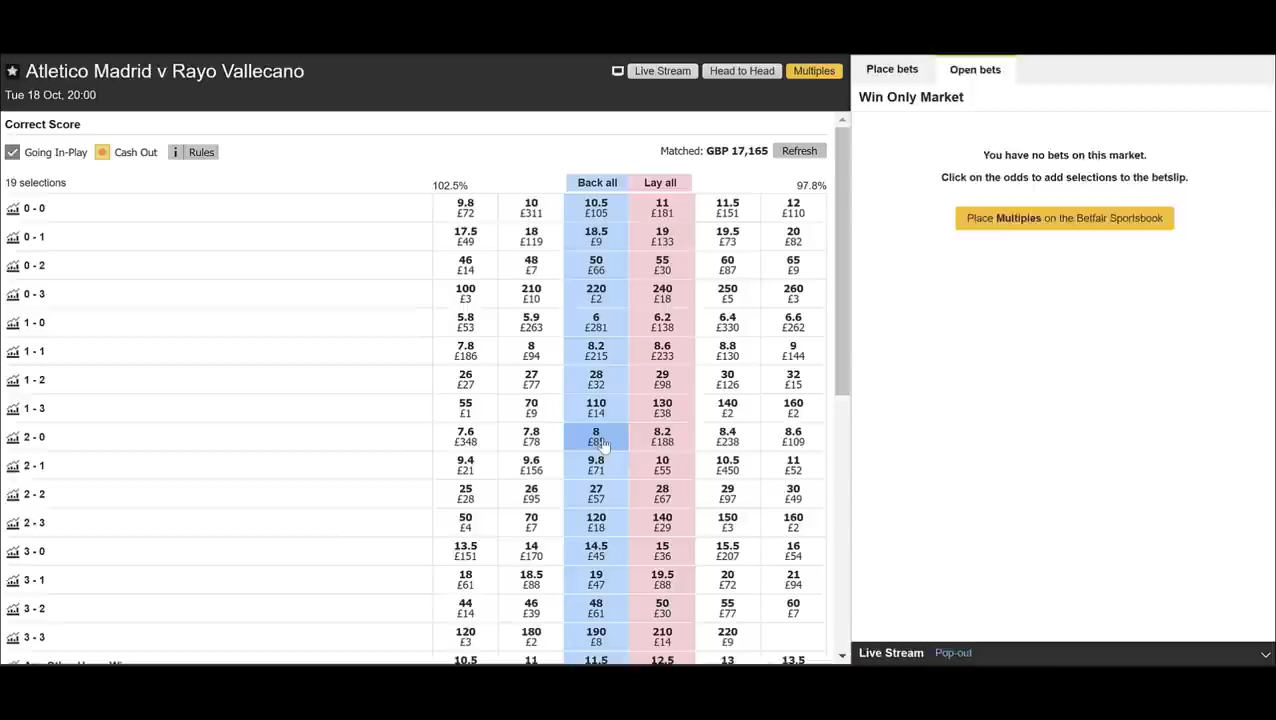 Atletico Madrid v Rayo Vallecano
Live Stream
Head to Head
Multiples
Tue 18 Oct, 20:00
Place bets
Open bets
Win Only Market
Correct Score
Going In-Play
Cash Out
Rules
Matched: GBP 17,165
Refresh
You have no bets on this market.
Click on the odds to add selections to the betslip.
Place Multiples on the Betfair Sportsbook
19 selections 102.5% Back all Lay all 97.8%
0 - 0 9.8 10 10.5 11 11.5 12
£72 £311 £105 £181 £151 £110
0 - 1 17.5 18 18.5 19 19.5 20
£49 £119 £9 £133 £73 £82
0 - 2 46 48 50 55 60 65
£14 £7 £66 £30 £87 £9
0 - 3 100 210 220 240 250 260
£3 £10 £2 £18 £5 £3
1 - 0 5.8 5.9 6 6.2 6.4 6.6
£53 £263 £281 £138 £330 £262
1 - 1 7.8 8 8.2 8.6 8.8 9
£186 £94 £215 £233 £130 £144
1 - 2 26 27 28 29 30 32
£27 £77 £32 £98 £126 £15
1 - 3 55 70 110 130 140 160
£1 £9 £14 £38 £2 £2
2 - 0 7.6 7.8 8 8.2 8.4 8.6
£348 £78 £188 £238 £109
2 - 1 9.4 9.6 9.8 10 10.5 11
£21 £156 £71 £55 £450 £52
2 - 2 25 26 27 28 29 30
£28 £95 £57 £67 £97 £49
2 - 3 50 70 120 140 150 160
£4 £7 £18 £29 £3 £2
3 - 0 13.5 14 14.5 15 15.5 16
£151 £170 £45 £36 £207 £54
3 - 1 18 18.5 19 19.5 20 21
£61 £88 £47 £88 £72 £94
3 - 2 44 46 48 50 55 60
£14 £39 £61 £30 £77 £7
3 - 3 120 180 190 210 220
£3 £2 £8 £14 £9
10.5 11 11.5 12.5 13 13.5
Live Stream Pop-out